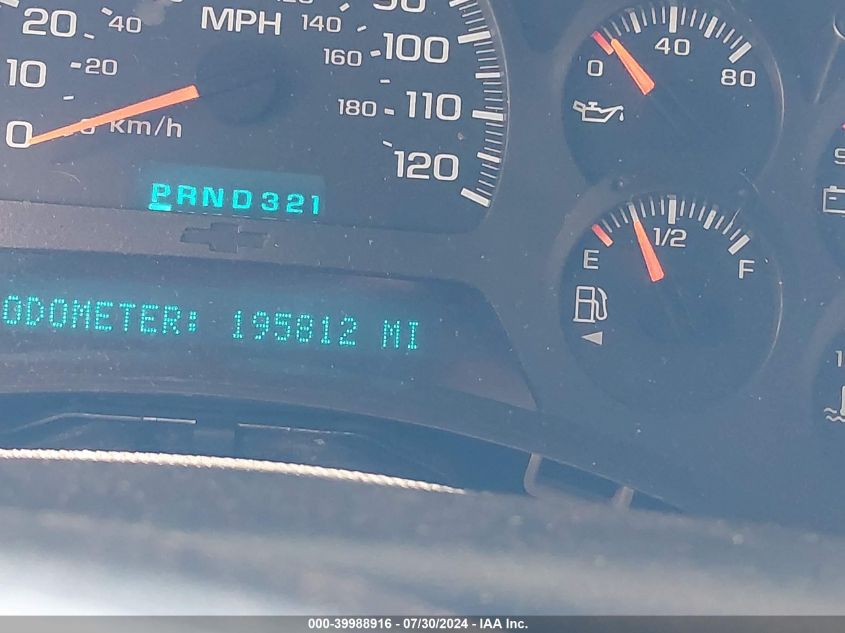 20 40 MPH 140 90
160 100
10 20
180 110
0 km/h
120
PRND321
ODOMETER: 195812 MI
0 40 80
E 1/2 F
000-39988916 - 07/30/2024 - IAA Inc.